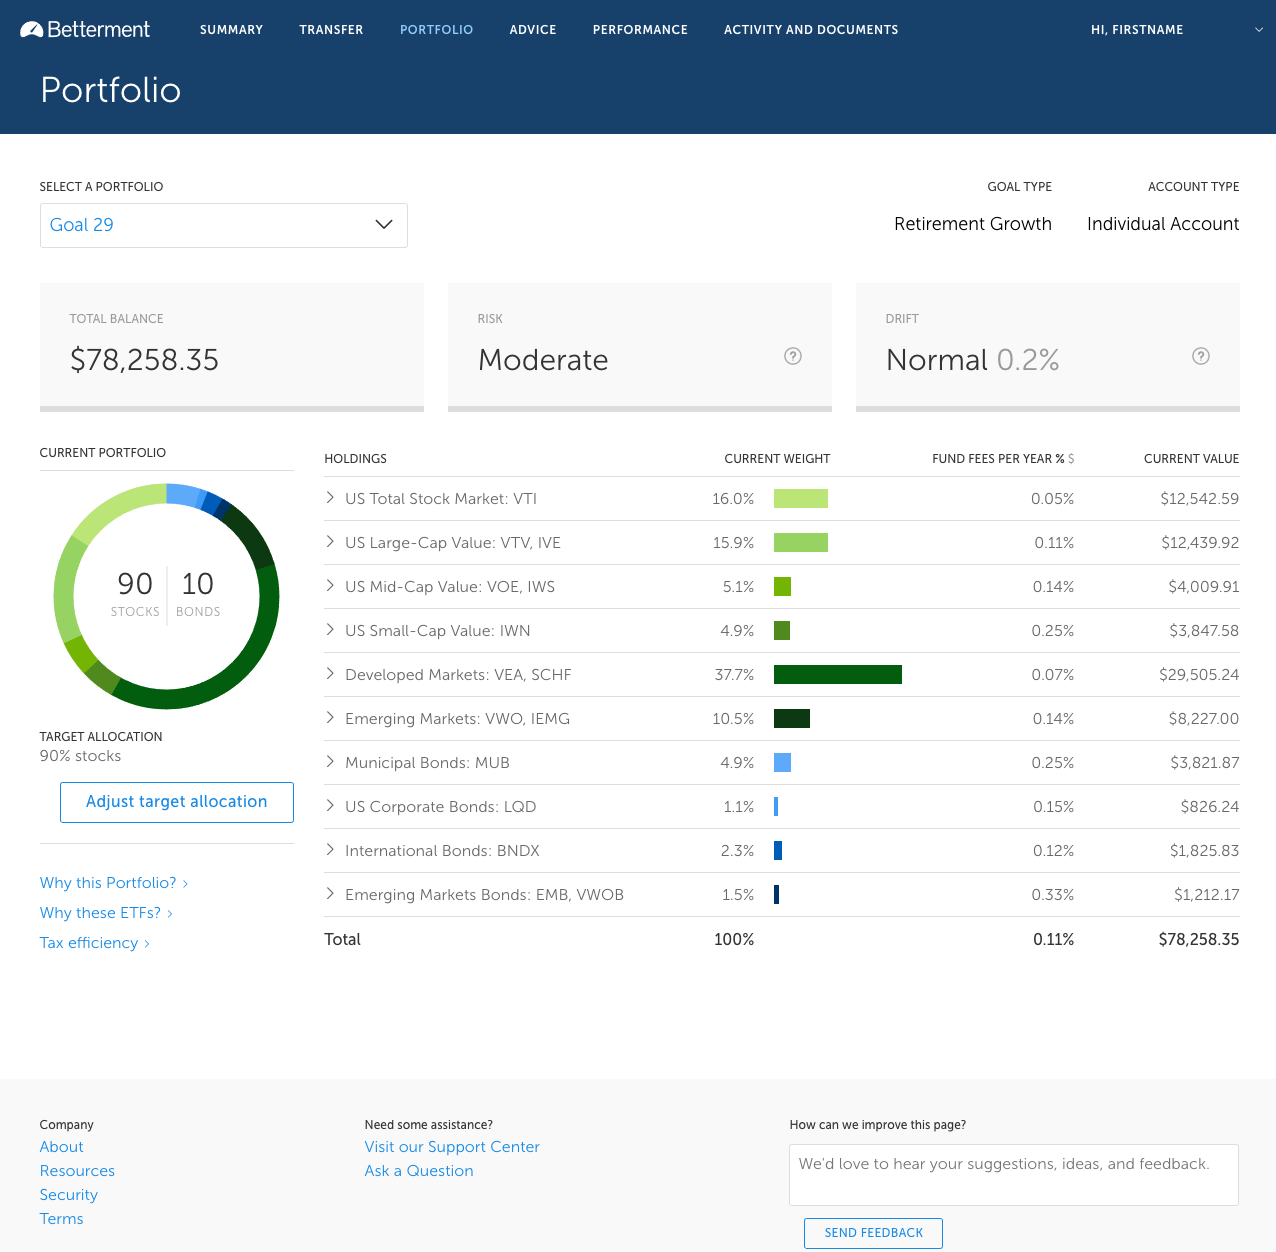 Betterment SUMMARY TRANSFER PORTFOLIO ADVICE PERFORMANCE ACTIVITY AND DOCUMENTS HI, FIRSTNAME
Portfolio
SELECT A PORTFOLIO GOAL TYPE ACCOUNT TYPE
Goal 29 Retirement Growth Individual Account
TOTAL BALANCE RISK DRIFT
$78,258.35 Moderate ? Normal 0.2% ?
CURRENT PORTFOLIO
90 10
STOCKS BONDS
TARGET ALLOCATION
90% stocks
Adjust target allocation
Why this Portfolio? >
Why these ETFs? >
Tax efficiency >
HOLDINGS CURRENT WEIGHT FUND FEES PER YEAR % $ CURRENT VALUE
US Total Stock Market: VTI 16.0% 0.05% $12,542.59
US Large-Cap Value: VTV, IVE 15.9% 0.11% $12,439.92
US Mid-Cap Value: VOE, IWS 5.1% 0.14% $4,009.91
US Small-Cap Value: IWN 4.9% 0.25% $3,847.58
Developed Markets: VEA, SCHF 37.7% 0.07% $29,505.24
Emerging Markets: VWO, IEMG 10.5% 0.14% $8,227.00
Municipal Bonds: MUB 4.9% 0.25% $3,821.87
US Corporate Bonds: LQD 1.1% 0.15% $826.24
International Bonds: BNDX 2.3% 0.12% $1,825.83
Emerging Markets Bonds: EMB, VWOB 1.5% 0.33% $1,212.17
Total 100% 0.11% $78,258.35
Company
About
Resources
Security
Terms
Need some assistance?
Visit our Support Center
Ask a Question
How can we improve this page?
We'd love to hear your suggestions, ideas, and feedback.
SEND FEEDBACK